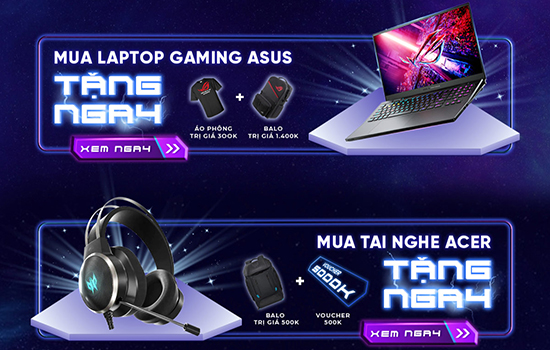 MUA LAPTOP GAMING ASUS
TẶNG
NGAY
+
ÁO PHÔNG
TRỊ GIÁ 300K
BALO
TRỊ GIÁ 1.400K
XEM NGAY
MUA TAI NGHE ACER
TẶNG
NGAY
+
VOUCHER
500K
BALO
TRỊ GIÁ 500K
VOUCHER
500K
XEM NGAY